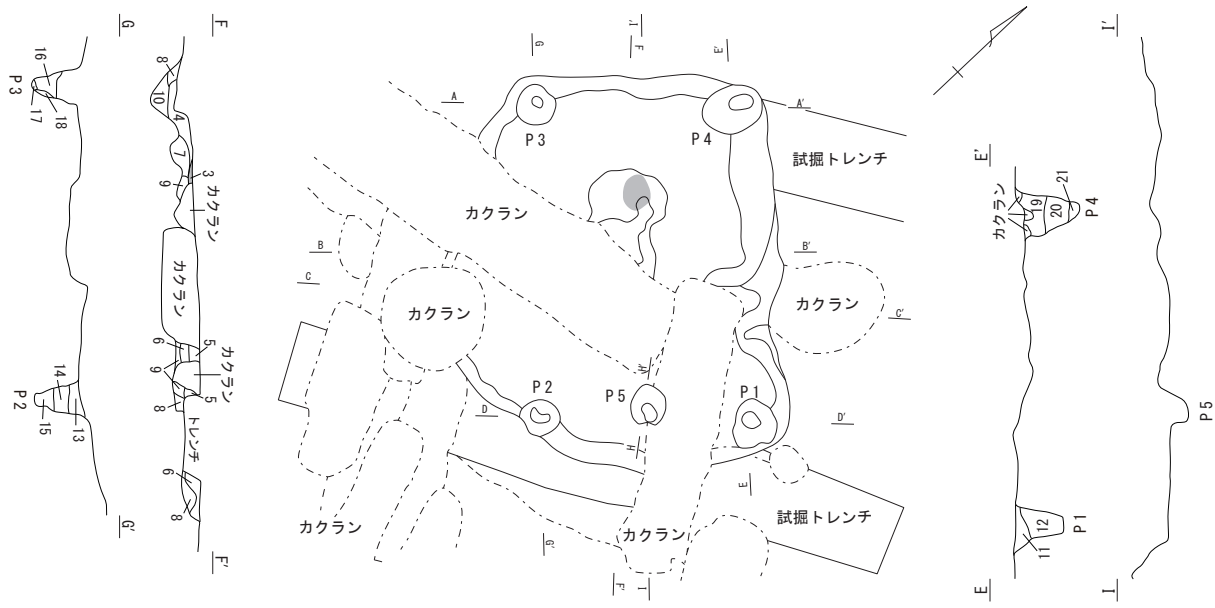 G
F
16
P3
17
18
8
10
4
7
9
3
カクラン
カクラン
6
5
カクラン
9
5
8
トレンチ
6
8
14
P2
15
13
G'
F'
G
I'
F
E'
A
A'
P3
P4
試掘トレンチ
カクラン
B
B'
C
カクラン
カクラン
C'
H'
P2
P5
P1
D
D'
H
E
試掘トレンチ
カクラン
カクラン
G'
F'
I
I'
E'
カクラン
19
20
21
P4
P5
12
11
P1
E
I